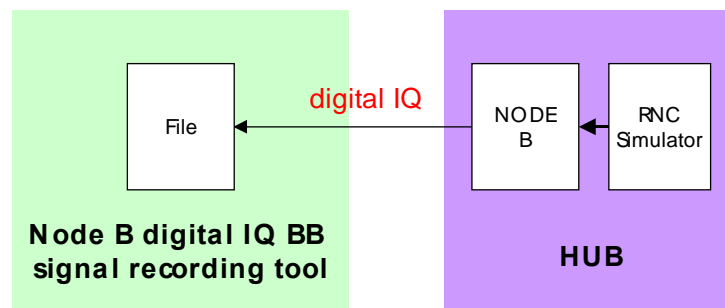 digital IQ
File
NODE
B
RNC
Simulator
Node B digital IQ BB
signal recording tool
HUB